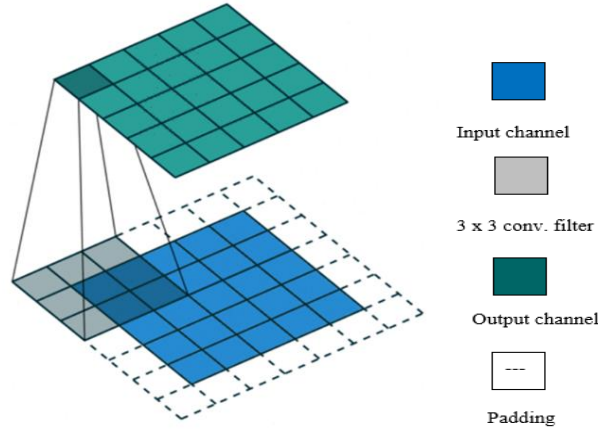 Input channel
3 x 3 conv. filter
Output channel
---
Padding